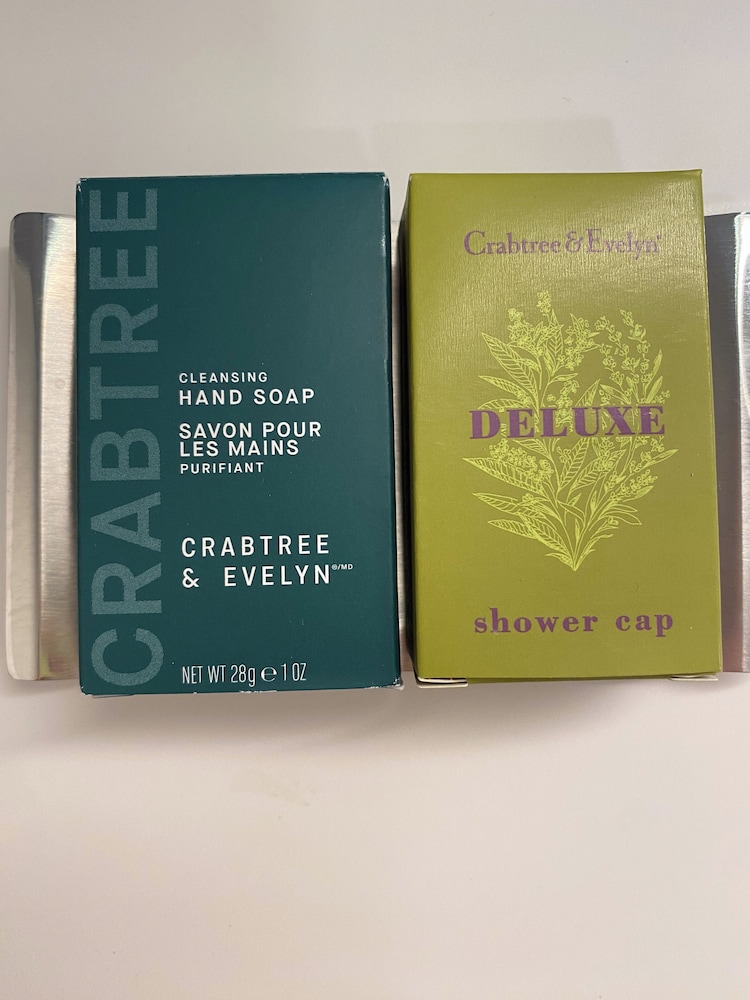 CRABTREE
CLEANSING
HAND SOAP
SAVON POUR
LES MAINS
PURIFIANT
CRABTREE
& EVELYN®/MD
NET WT 28g ℮ 1 OZ
Crabtree & Evelyn®
DELUXE
shower cap